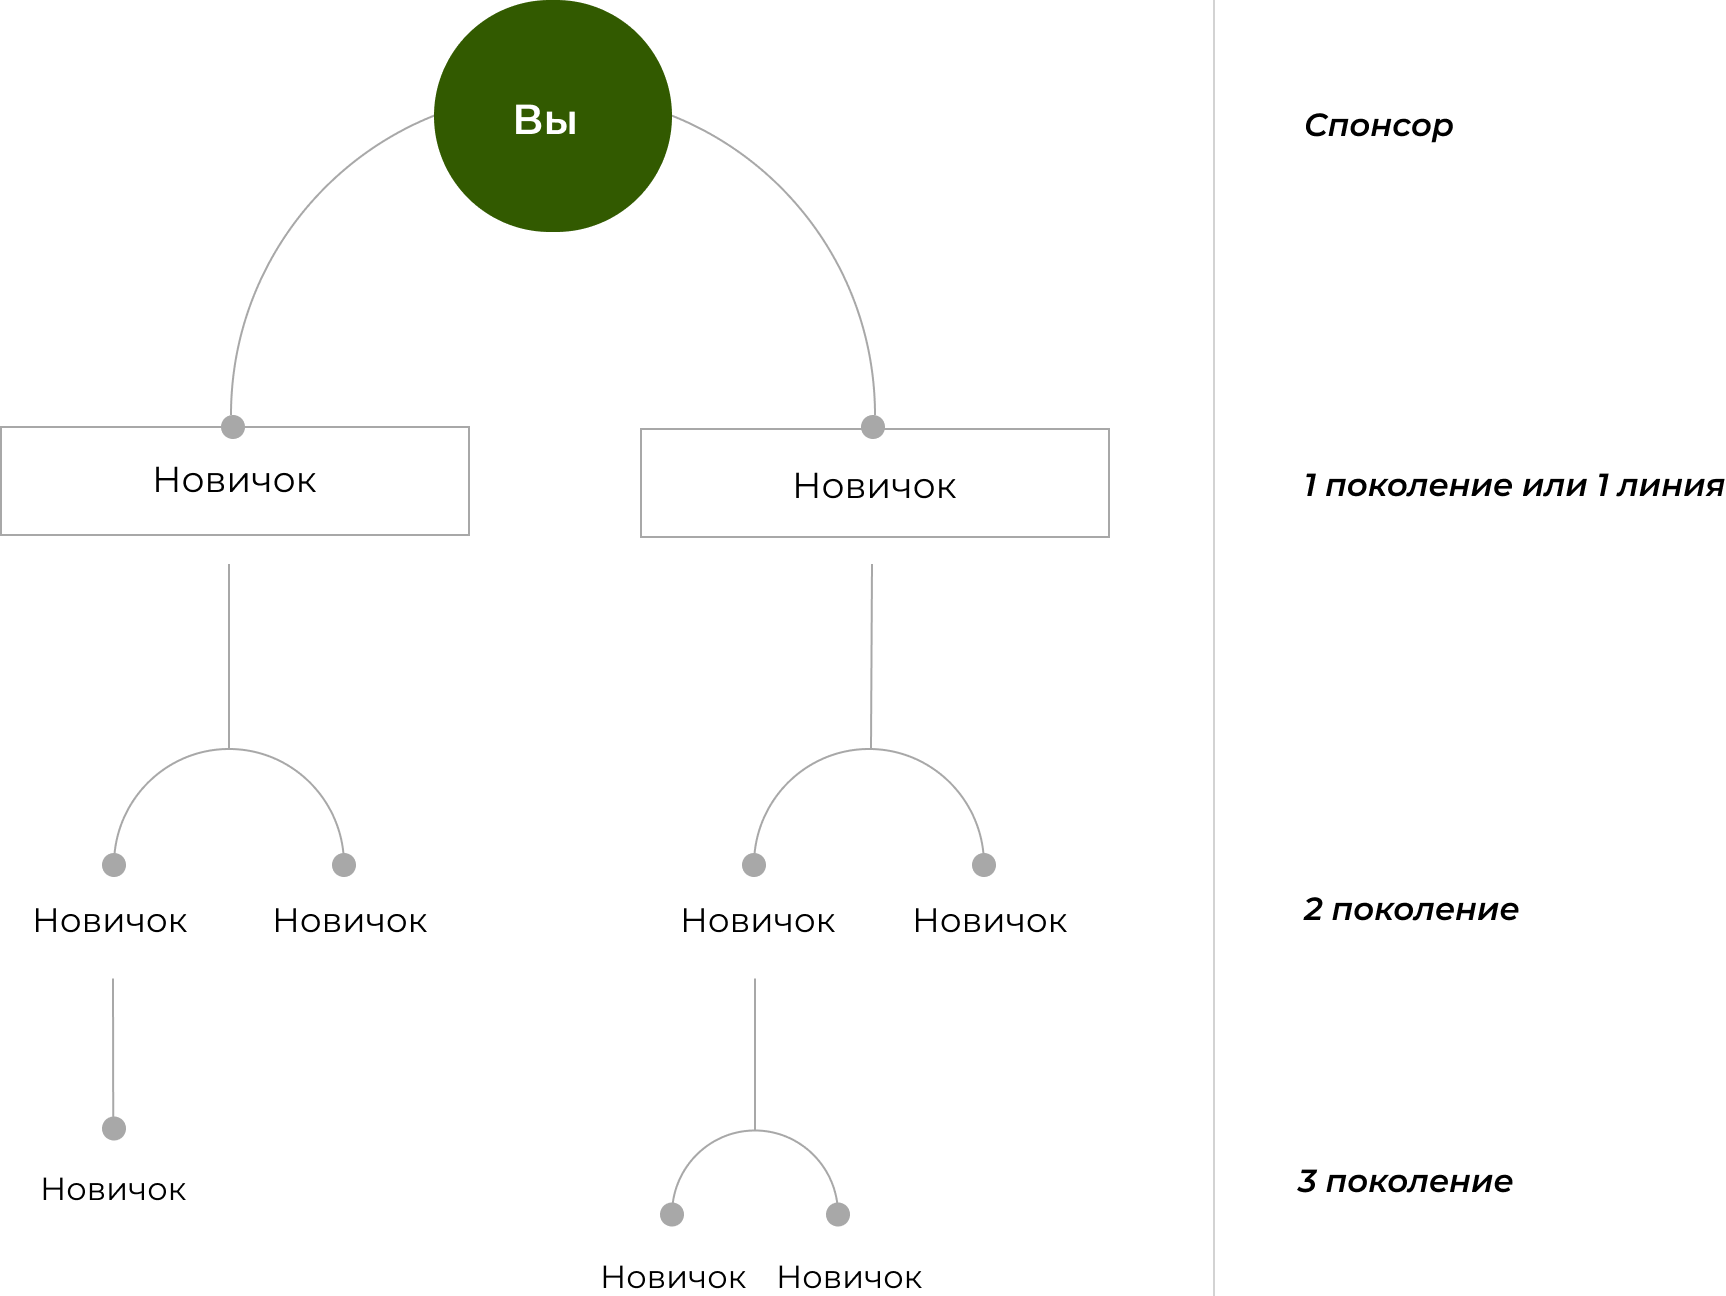 Вы
Спонсор
Новичок
Новичок
1 поколение или 1 линия
Новичок
Новичок
Новичок
Новичок
2 поколение
Новичок
3 поколение
Новичок
Новичок